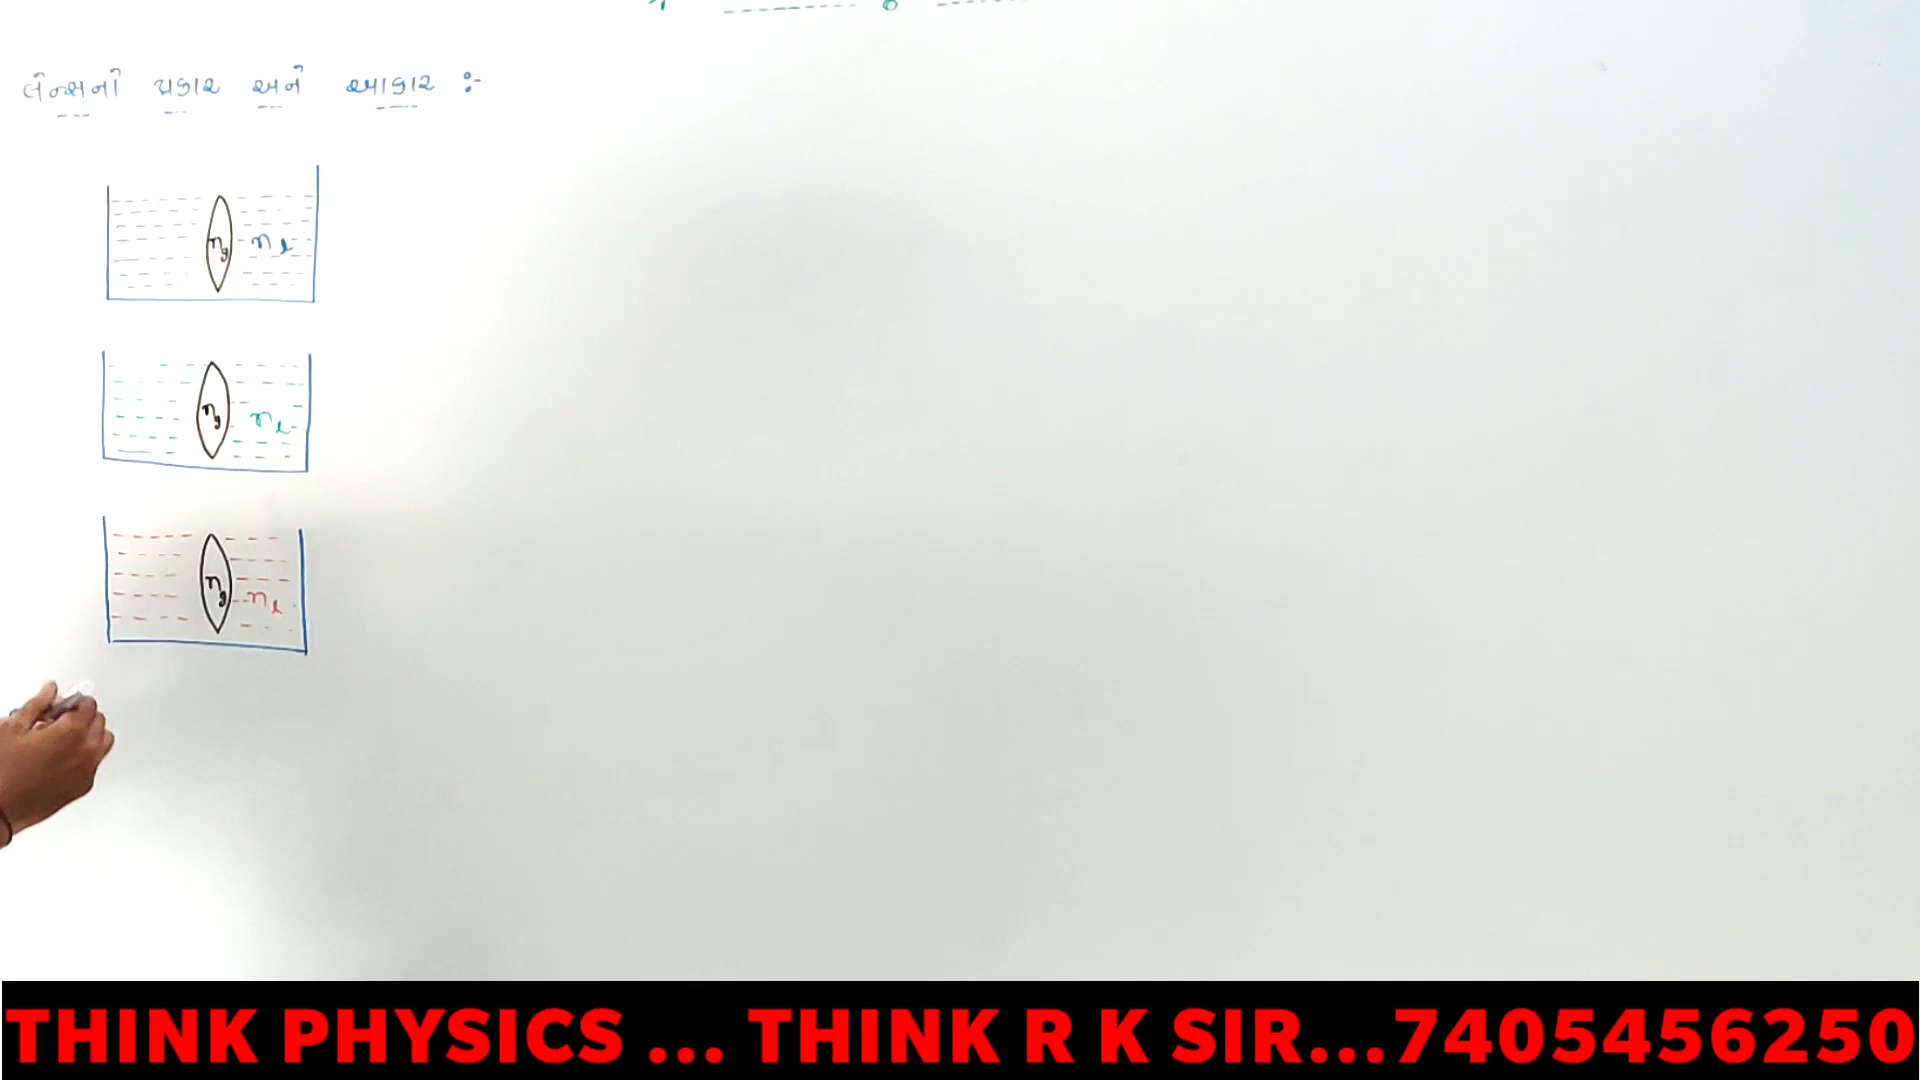 લેન્સનો પ્રકાર અને આકાર :-
ng nl
ng nl
ng nl
THINK PHYSICS ... THINK R K SIR...7405456250